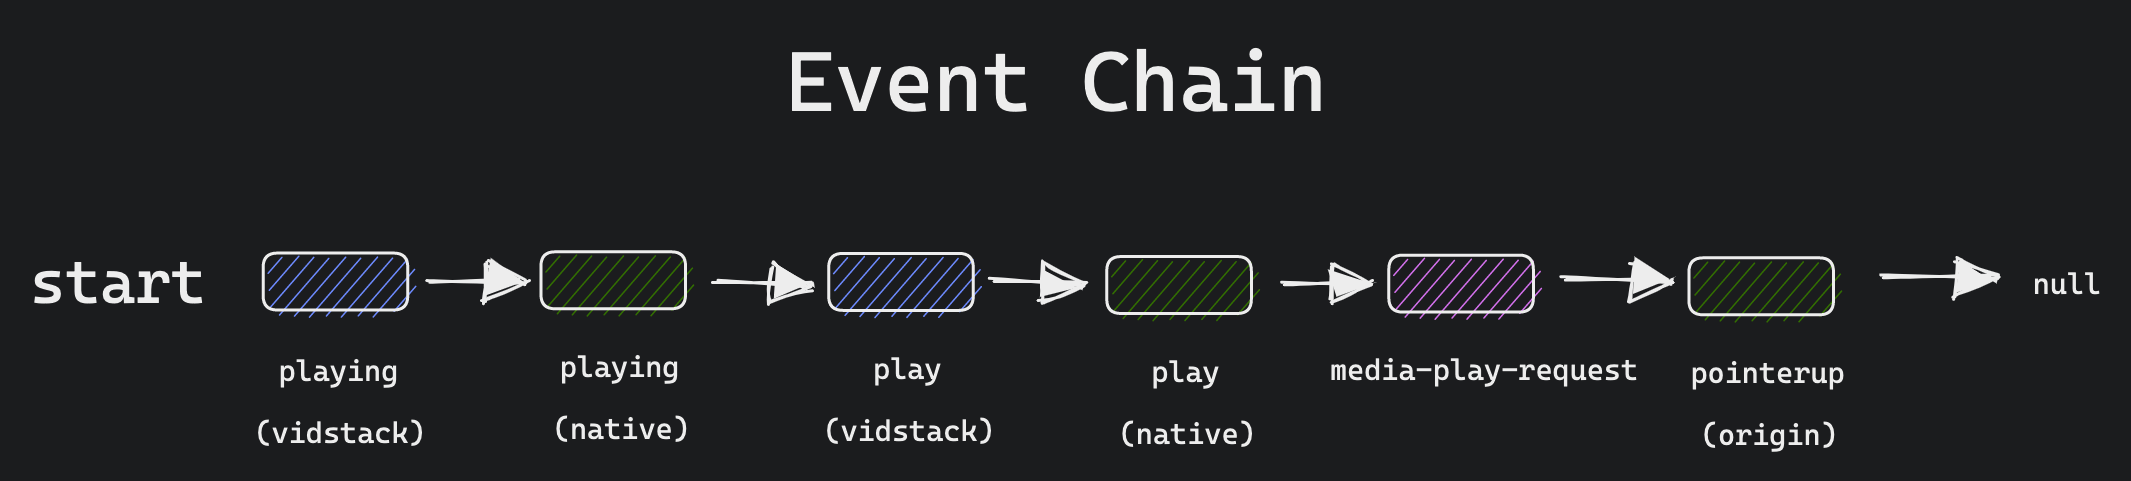 Event Chain
start
null
playing
(vidstack)
playing
(native)
play
(vidstack)
play
(native)
media-play-request
pointerup
(origin)